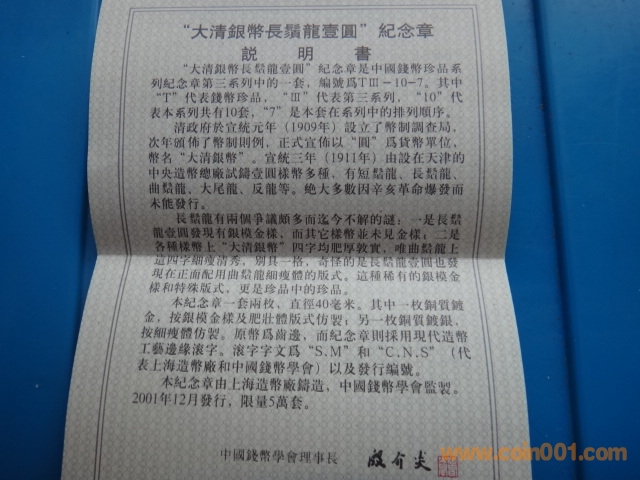 “大清銀幣長鬚龍壹圓”紀念章
說明書
“大清銀幣長鬚龍壹圓”紀念章是中國錢幣珍品系
列紀念章第三系列中的一套，編號爲TⅢ－10－7。其中
“T”代表錢幣珍品，“Ⅲ”代表第三系列，“10”代
表本系列共有10套，“7”是本套在系列中的排列順序。
清政府於宣統元年（1909年）設立了幣制調查局，
次年頒佈了幣制則例，正式宣佈以“圓”爲貨幣單位，
幣名“大清銀幣”。宣統三年（1911年）由設在天津的
中央造幣總廠試鑄壹圓樣幣多種，有短鬚龍、長鬚龍、
曲鬚龍、大尾龍、反龍等。絶大多數因辛亥革命爆發而
未能發行。
長鬚龍有兩個爭議頗多而迄今不解的謎：一是長鬚
龍壹圓發現有銀模金樣，而其它樣幣並未見金樣；二是
各種樣幣上“大清銀幣”四字均肥厚敦實，唯曲鬚龍上
這四字細瘦清秀，别具一格，奇怪的是長鬚龍壹圓也發
現在正面配用曲鬚龍細瘦體的版式。這種稀有的銀模金
樣和特殊版式，更是珍品中的珍品。
本紀念章一套兩枚，直徑40毫米。其中一枚銅質鍍
金，按銀模金樣及肥壯體版式仿製；另一枚銅質鍍銀，
按細瘦體仿製。原幣爲齒邊，而紀念章則採用現代造幣
工藝邊緣滚字。滚字字文爲“S.M”和“C.N.S”（代
表上海造幣廠和中國錢幣學會）以及發行編號。
本紀念章由上海造幣廠鑄造，中國錢幣學會監製。
2001年12月發行，限量5萬套。
中國錢幣學會理事長 殷介炎
www.coin001.com